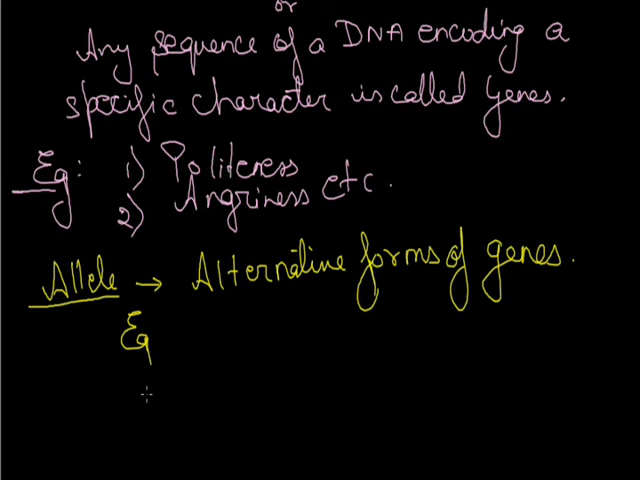 or
Any sequence of a DNA encoding a
specific character is called Genes.
Eg: 1) Politeness
2) Angriness etc.
Allele → Alternative forms of genes.
Eg